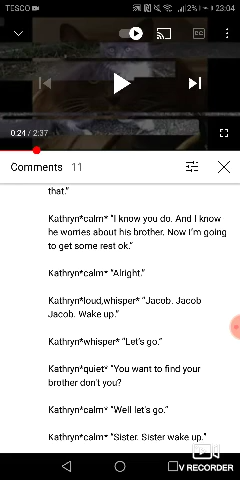 TESCO 12% 23:04
CC
0:24 / 2:37
Comments 11
that."
Kathryn*calm* "I know you do. And I know
he worries about his brother. Now I'm going
to get some rest ok."
Kathryn*calm* "Alright."
Kathryn*loud,whisper* "Jacob. Jacob
Jacob. Wake up."
Kathryn*whisper* "Let's go."
Kathryn*quiet* "You want to find your
brother don't you?
Kathryn*calm* "Well let's go."
Kathryn*calm* "Sister. Sister wake up."
V RECORDER